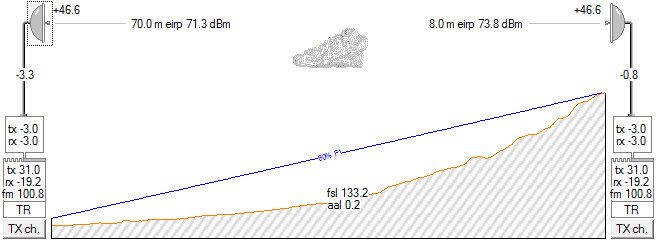 +46.6
70.0 m eirp 71.3 dBm
8.0 m eirp 73.8 dBm
+46.6
-3.3
-0.8
tx -3.0
rx -3.0
tx -3.0
rx -3.0
60% F1
tx 31.0
rx -19.2
fm 100.8
fsl 133.2
aal 0.2
tx 31.0
rx -19.2
fm 100.8
TR
TR
TX ch.
TX ch.